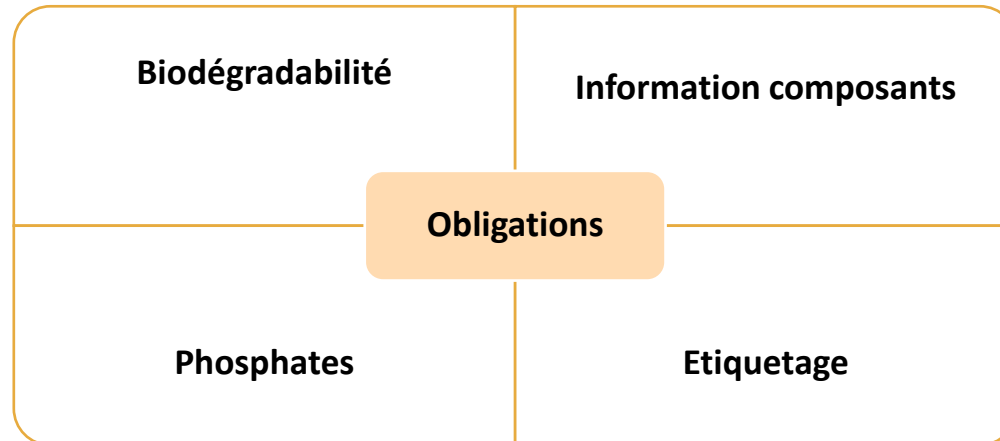 Biodégradabilité
Information composants
Obligations
Phosphates
Etiquetage